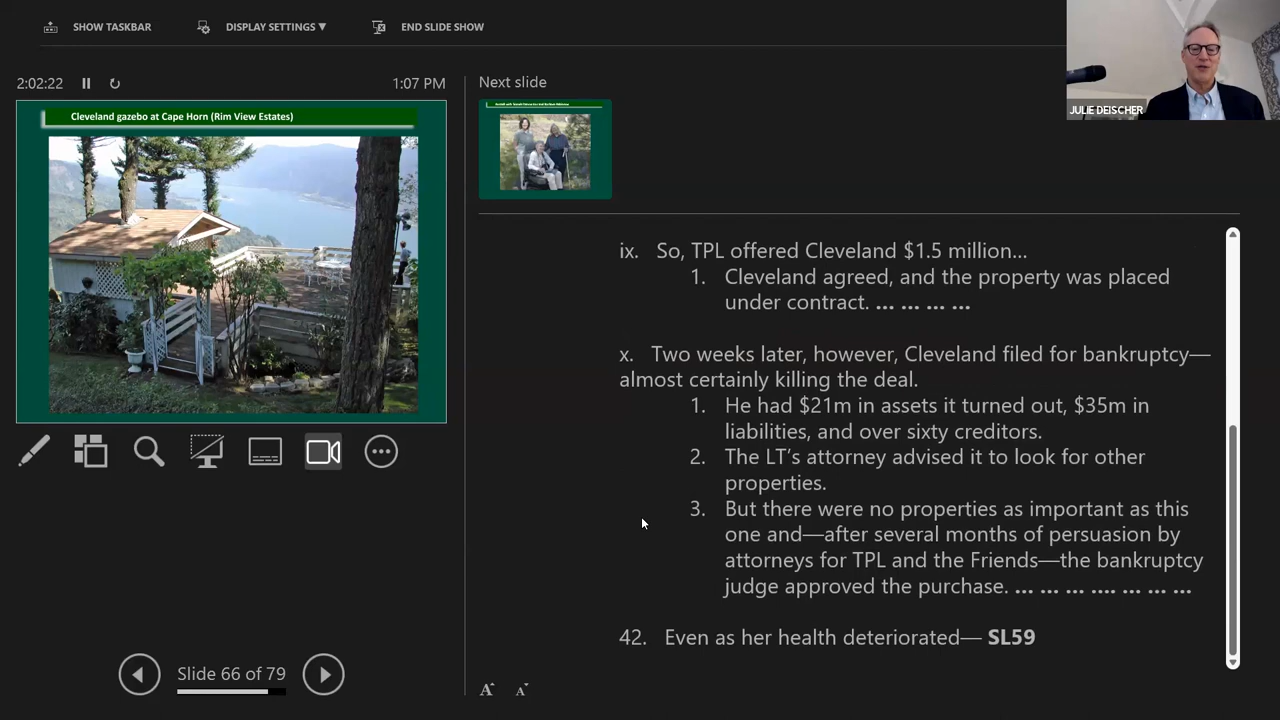 SHOW TASKBAR
DISPLAY SETTINGS ▼
END SLIDE SHOW
JULIE DEISCHER
2:02:22
1:07 PM
Cleveland gazebo at Cape Horn (Rim View Estates)
Slide 66 of 79
Next slide
ix. So, TPL offered Cleveland $1.5 million...
1. Cleveland agreed, and the property was placed
under contract. ... ... ... ...
x. Two weeks later, however, Cleveland filed for bankruptcy—
almost certainly killing the deal.
1. He had $21m in assets it turned out, $35m in
liabilities, and over sixty creditors.
2. The LT's attorney advised it to look for other
properties.
3. But there were no properties as important as this
one and—after several months of persuasion by
attorneys for TPL and the Friends—the bankruptcy
judge approved the purchase. ... ... ... .... ... ... ...
42. Even as her health deteriorated— SL59
A A